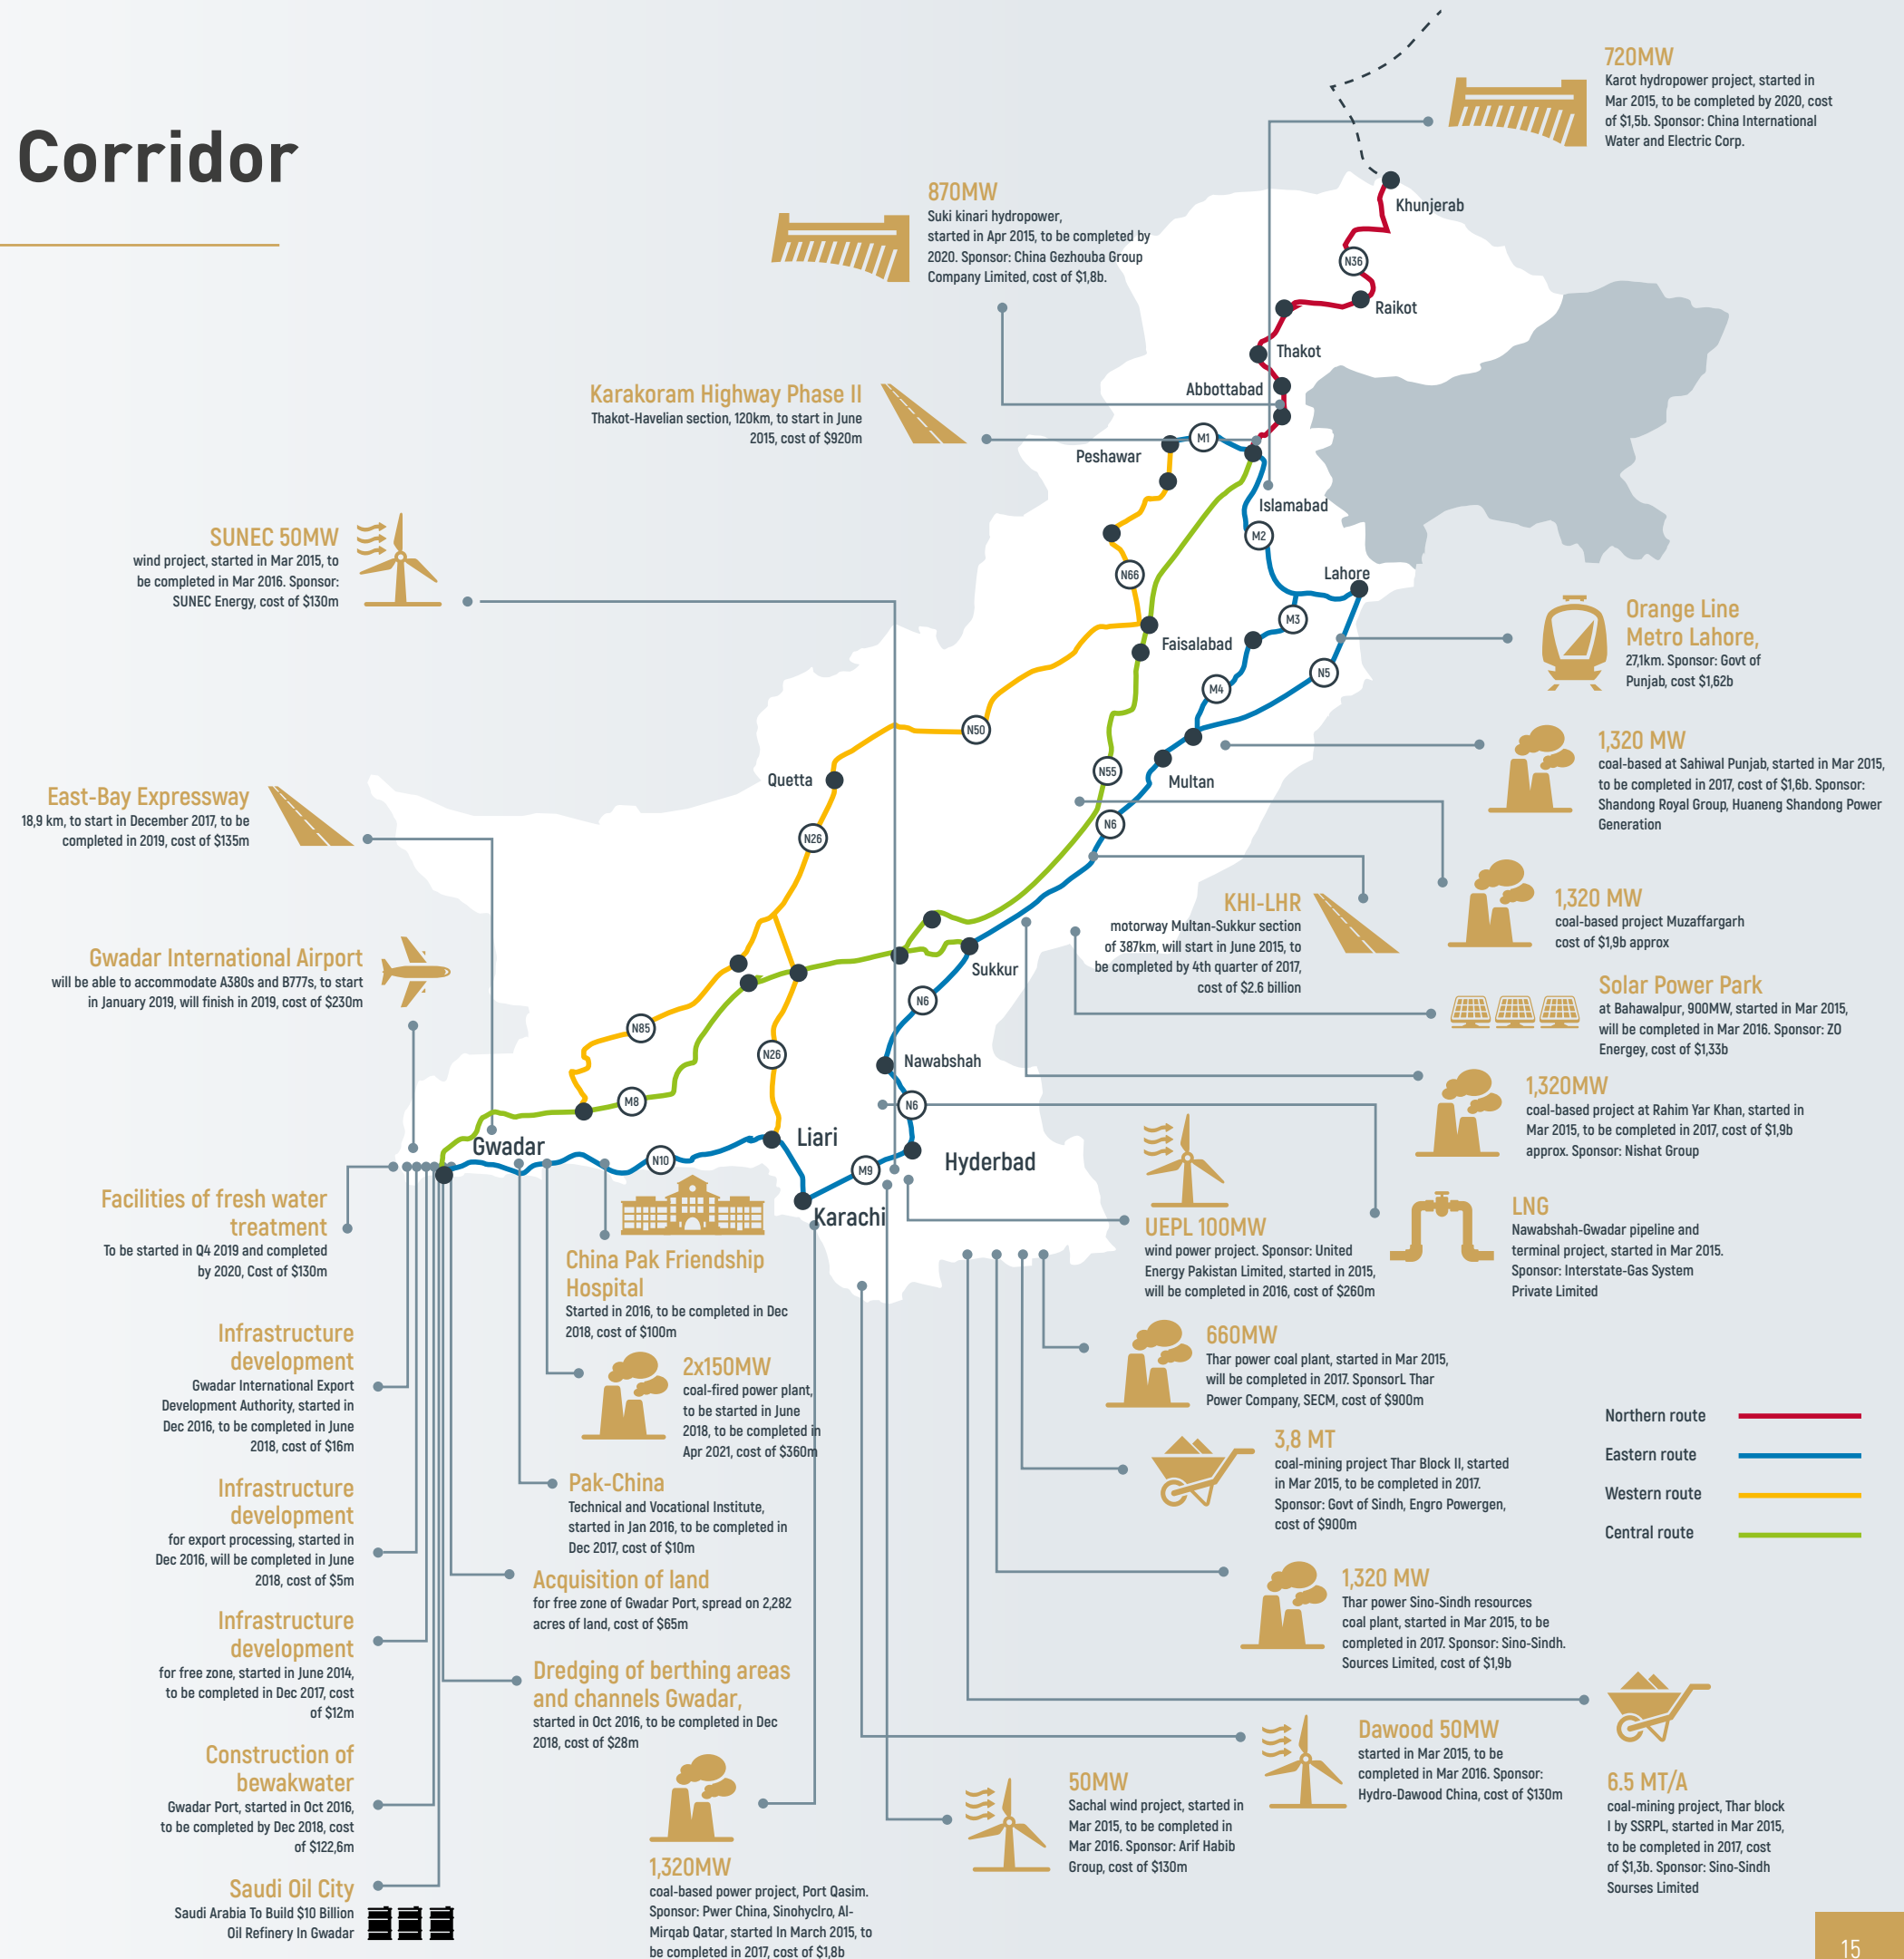 Corridor
720MW
Karot hydropower project, started in
Mar 2015, to be completed by 2020, cost
of $1,5b. Sponsor: China International
Water and Electric Corp.
870MW
Suki kinari hydropower,
started in Apr 2015, to be completed by
2020. Sponsor: China Gezhouba Group
Company Limited, cost of $1,8b.
Khunjerab
N36
Raikot
Thakot
Abbottabad
Karakoram Highway Phase II
Thakot-Havelian section, 120km, to start in June
2015, cost of $920m
M1
Peshawar
Islamabad
M2
SUNEC 50MW
wind project, started in Mar 2015, to
be completed in Mar 2016. Sponsor:
SUNEC Energy, cost of $130m
N66
Lahore
M3
Faisalabad
M4
N5
Orange Line
Metro Lahore,
27,1km. Sponsor: Govt of
Punjab, cost $1,62b
N50
1,320 MW
coal-based at Sahiwal Punjab, started in Mar 2015,
to be completed in 2017, cost of $1,6b. Sponsor:
Shandong Royal Group, Huaneng Shandong Power
Generation
Quetta
N55
Multan
N6
N26
East-Bay Expressway
18,9 km, to start in December 2017, to be
completed in 2019, cost of $135m
KHI-LHR
motorway Multan-Sukkur section
of 387km, will start in June 2015, to
be completed by 4th quarter of 2017,
cost of $2.6 billion
1,320 MW
coal-based project Muzaffargarh
cost of $1,9b approx
Gwadar International Airport
will be able to accommodate A380s and B777s, to start
in January 2019, will finish in 2019, cost of $230m
Sukkur
N6
Solar Power Park
at Bahawalpur, 900MW, started in Mar 2015,
will be completed in Mar 2016. Sponsor: ZO
Energey, cost of $1,33b
N85
N26
Nawabshah
M8
N6
1,320MW
coal-based project at Rahim Yar Khan, started in
Mar 2015, to be completed in 2017, cost of $1,9b
approx. Sponsor: Nishat Group
Gwadar
Liari
N10
M9
Hyderbad
Karachi
Facilities of fresh water
treatment
To be started in Q4 2019 and completed
by 2020, Cost of $130m
China Pak Friendship
Hospital
Started in 2016, to be completed in Dec
2018, cost of $100m
UEPL 100MW
wind power project. Sponsor: United
Energy Pakistan Limited, started in 2015,
will be completed in 2016, cost of $260m
LNG
Nawabshah-Gwadar pipeline and
terminal project, started in Mar 2015.
Sponsor: Interstate-Gas System
Private Limited
Infrastructure
development
Gwadar International Export
Development Authority, started in
Dec 2016, to be completed in June
2018, cost of $16m
2x150MW
coal-fired power plant,
to be started in June
2018, to be completed in
Apr 2021, cost of $360m
660MW
Thar power coal plant, started in Mar 2015,
will be completed in 2017. SponsorL Thar
Power Company, SECM, cost of $900m
Northern route
Eastern route
Western route
Central route
3,8 MT
coal-mining project Thar Block II, started
in Mar 2015, to be completed in 2017.
Sponsor: Govt of Sindh, Engro Powergen,
cost of $900m
Infrastructure
development
for export processing, started in
Dec 2016, will be completed in June
2018, cost of $5m
Pak-China
Technical and Vocational Institute,
started in Jan 2016, to be completed in
Dec 2017, cost of $10m
Acquisition of land
for free zone of Gwadar Port, spread on 2,282
acres of land, cost of $65m
1,320 MW
Thar power Sino-Sindh resources
coal plant, started in Mar 2015, to be
completed in 2017. Sponsor: Sino-Sindh.
Sources Limited, cost of $1,9b
Infrastructure
development
for free zone, started in June 2014,
to be completed in Dec 2017, cost
of $12m
Dredging of berthing areas
and channels Gwadar,
started in Oct 2016, to be completed in Dec
2018, cost of $28m
Construction of
bewakwater
Gwadar Port, started in Oct 2016,
to be completed by Dec 2018, cost
of $122,6m
Dawood 50MW
started in Mar 2015, to be
completed in Mar 2016. Sponsor:
Hydro-Dawood China, cost of $130m
50MW
Sachal wind project, started in
Mar 2015, to be completed in
Mar 2016. Sponsor: Arif Habib
Group, cost of $130m
6.5 MT/A
coal-mining project, Thar block
I by SSRPL, started in Mar 2015,
to be completed in 2017, cost
of $1,3b. Sponsor: Sino-Sindh
Sourses Limited
Saudi Oil City
Saudi Arabia To Build $10 Billion
Oil Refinery In Gwadar
1,320MW
coal-based power project, Port Qasim.
Sponsor: Pwer China, Sinohyclro, Al-
Mirqab Qatar, started In March 2015, to
be completed in 2017, cost of $1,8b
15